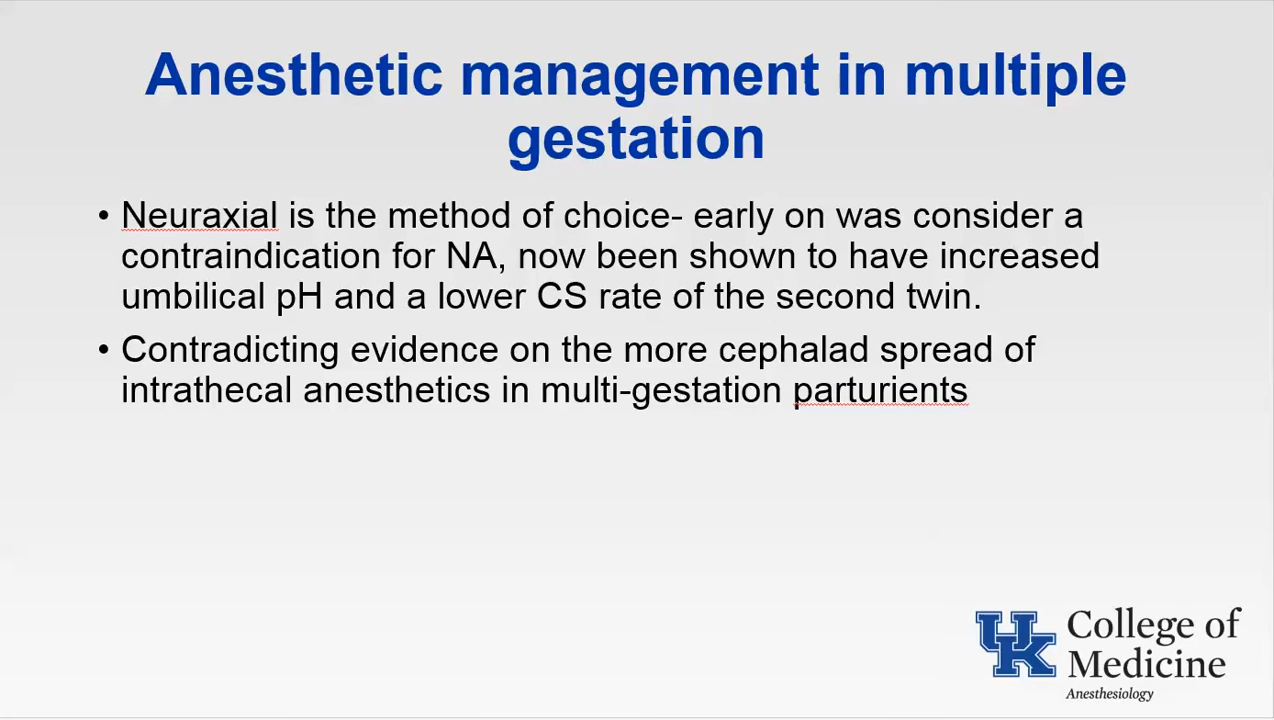 Anesthetic management in multiple
gestation
• Neuraxial is the method of choice- early on was consider a
contraindication for NA, now been shown to have increased
umbilical pH and a lower CS rate of the second twin.
• Contradicting evidence on the more cephalad spread of
intrathecal anesthetics in multi-gestation parturients
UK
College of
Medicine
Anesthesiology